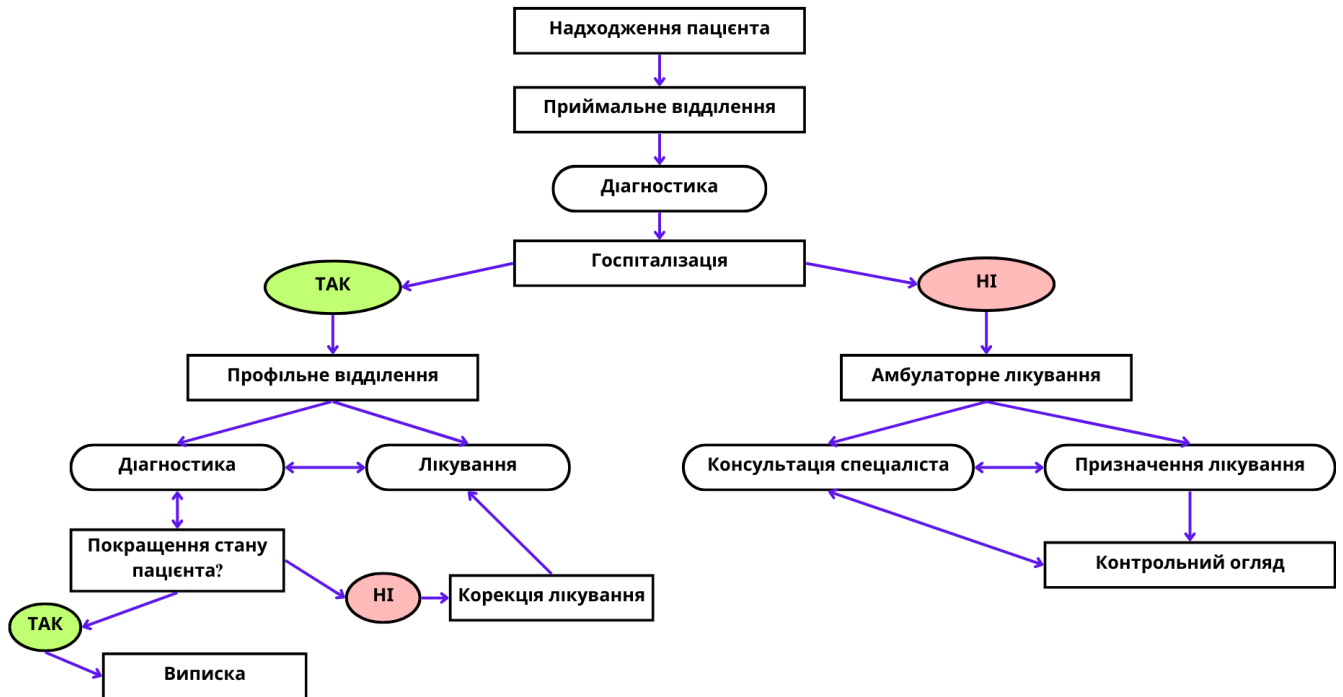 Надходження пацієнта
Приймальне відділення
Діагностика
Госпіталізація
ТАК
НІ
Профільне відділення
Амбулаторне лікування
Діагностика
Лікування
Консультація спеціаліста
Призначення лікування
Покращення стану
пацієнта?
Контрольний огляд
НІ
Корекція лікування
ТАК
Виписка